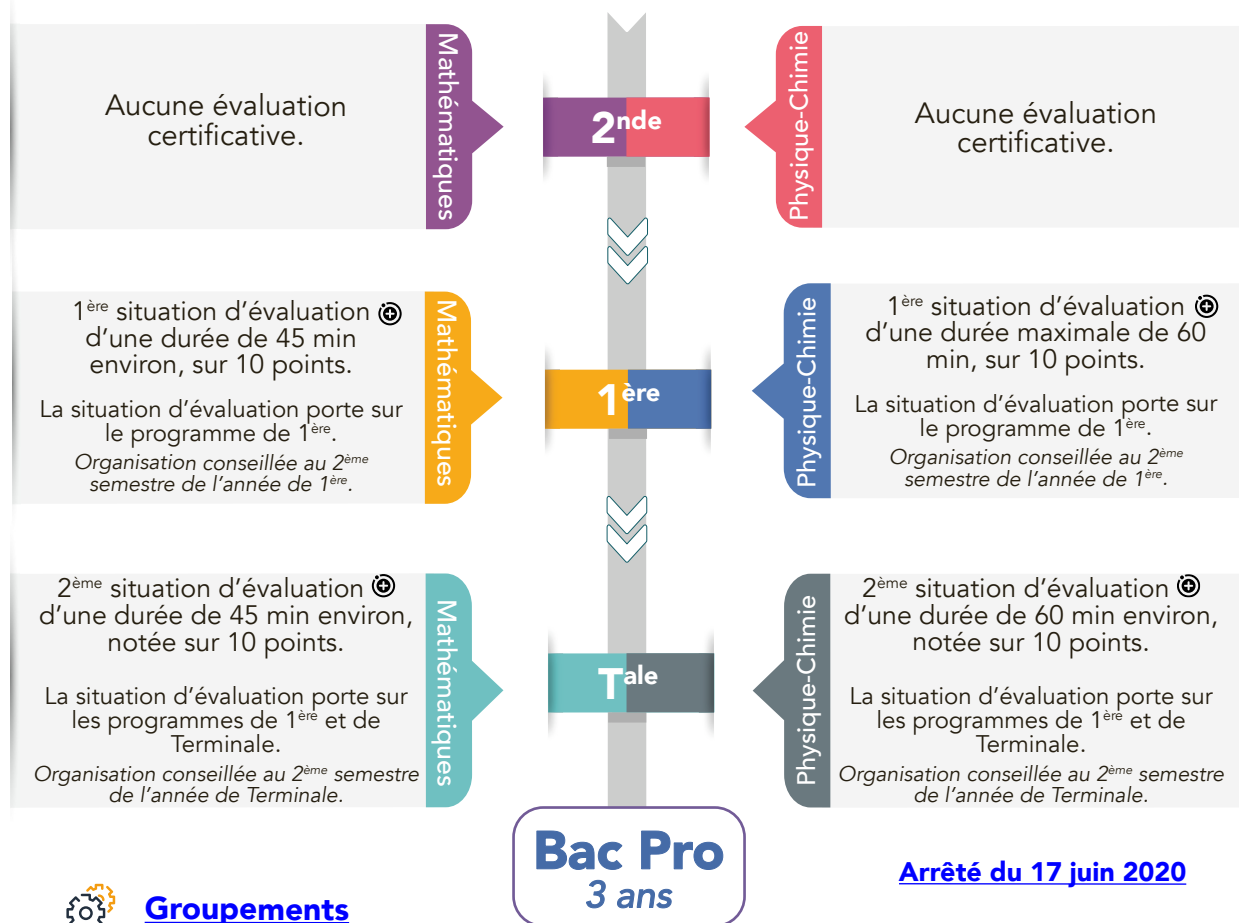 Aucune évaluation
certificative.
Mathématiques
2nde
Physique-Chimie
Aucune évaluation
certificative.
1ère situation d’évaluation
d’une durée de 45 min
environ, sur 10 points.
La situation d’évaluation porte sur
le programme de 1ère.
Organisation conseillée au 2ème
semestre de l’année de 1ère.
Mathématiques
1ère
Physique-Chimie
1ère situation d’évaluation
d’une durée maximale de 60
min, sur 10 points.
La situation d’évaluation porte sur
le programme de 1ère.
Organisation conseillée au 2ème
semestre de l’année de 1ère.
2ème situation d’évaluation
d’une durée de 45 min environ,
notée sur 10 points.
La situation d’évaluation porte sur
les programmes de 1ère et de
Terminale.
Organisation conseillée au 2ème semestre
de l’année de Terminale.
Mathématiques
Tale
Physique-Chimie
2ème situation d’évaluation
d’une durée de 60 min environ,
notée sur 10 points.
La situation d’évaluation porte sur
les programmes de 1ère et de
Terminale.
Organisation conseillée au 2ème semestre
de l’année de Terminale.
Bac Pro
3 ans
Arrêté du 17 juin 2020
Groupements